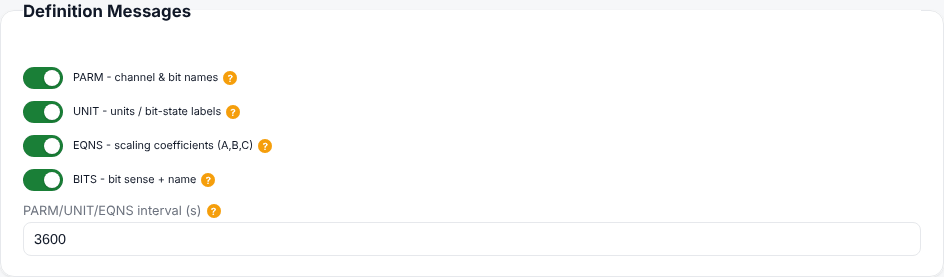 Definition Messages
PARM - channel & bit names ?
UNIT - units / bit-state labels ?
EQNS - scaling coefficients (A,B,C) ?
BITS - bit sense + name ?
PARM/UNIT/EQNS interval (s) ?
3600